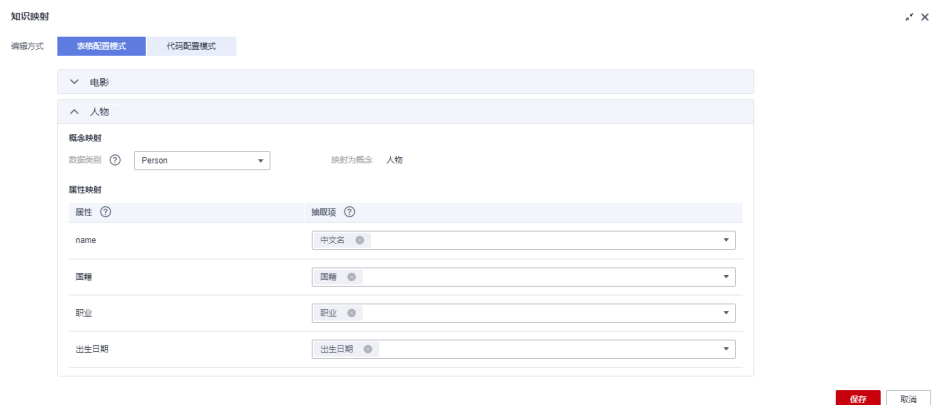 知识映射
编辑方式 表格配置模式 代码配置模式
电影
人物
概念映射
数据类别 ? Person 映射为概念 人物
属性映射
属性 ? 抽取项 ?
name 中文名
国籍 国籍
职业 职业
出生日期 出生日期
保存 取消